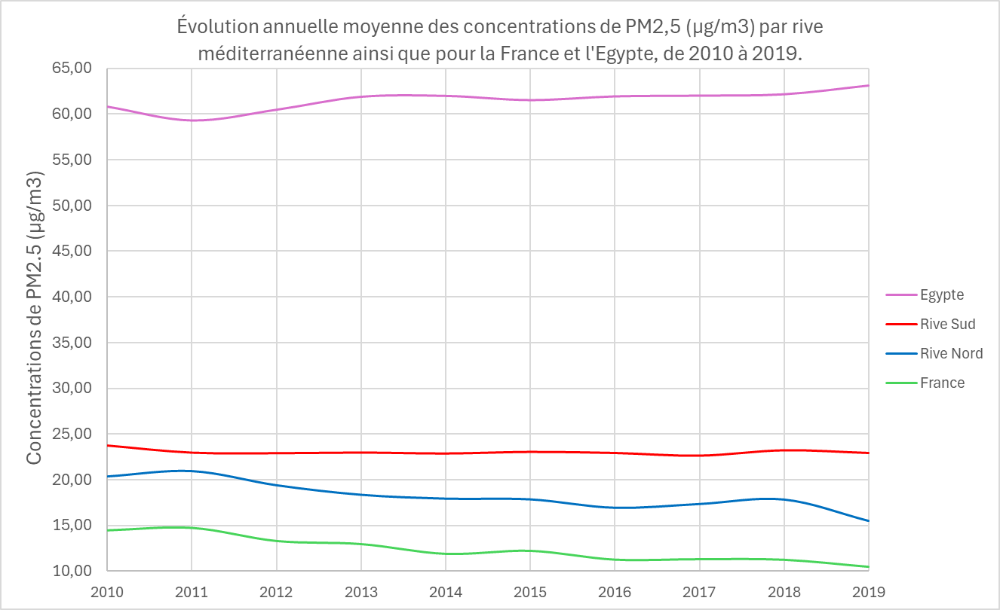 Évolution annuelle moyenne des concentrations de PM2,5 (µg/m3) par rive
méditerranéenne ainsi que pour la France et l'Egypte, de 2010 à 2019.
Concentrations de PM2.5 (µg/m3)
65,00
60,00
55,00
50,00
45,00
40,00
35,00
30,00
25,00
20,00
15,00
10,00
2010 2011 2012 2013 2014 2015 2016 2017 2018 2019
Egypte
Rive Sud
Rive Nord
France